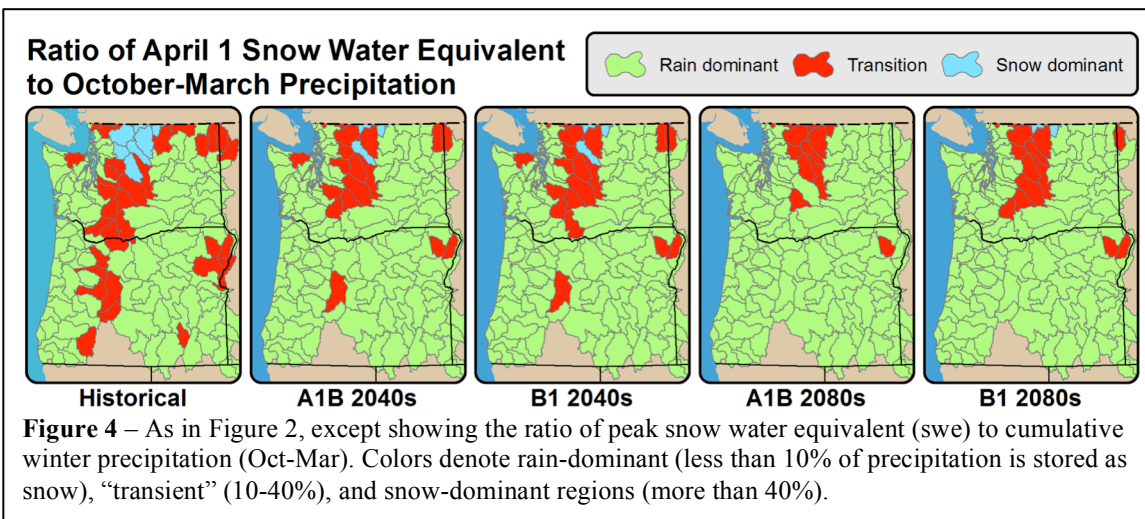 Ratio of April 1 Snow Water Equivalent
to October-March Precipitation
Rain dominant Transition Snow dominant
Historical A1B 2040s B1 2040s A1B 2080s B1 2080s
Figure 4 – As in Figure 2, except showing the ratio of peak snow water equivalent (swe) to cumulative
winter precipitation (Oct-Mar). Colors denote rain-dominant (less than 10% of precipitation is stored as
snow), “transient” (10-40%), and snow-dominant regions (more than 40%).